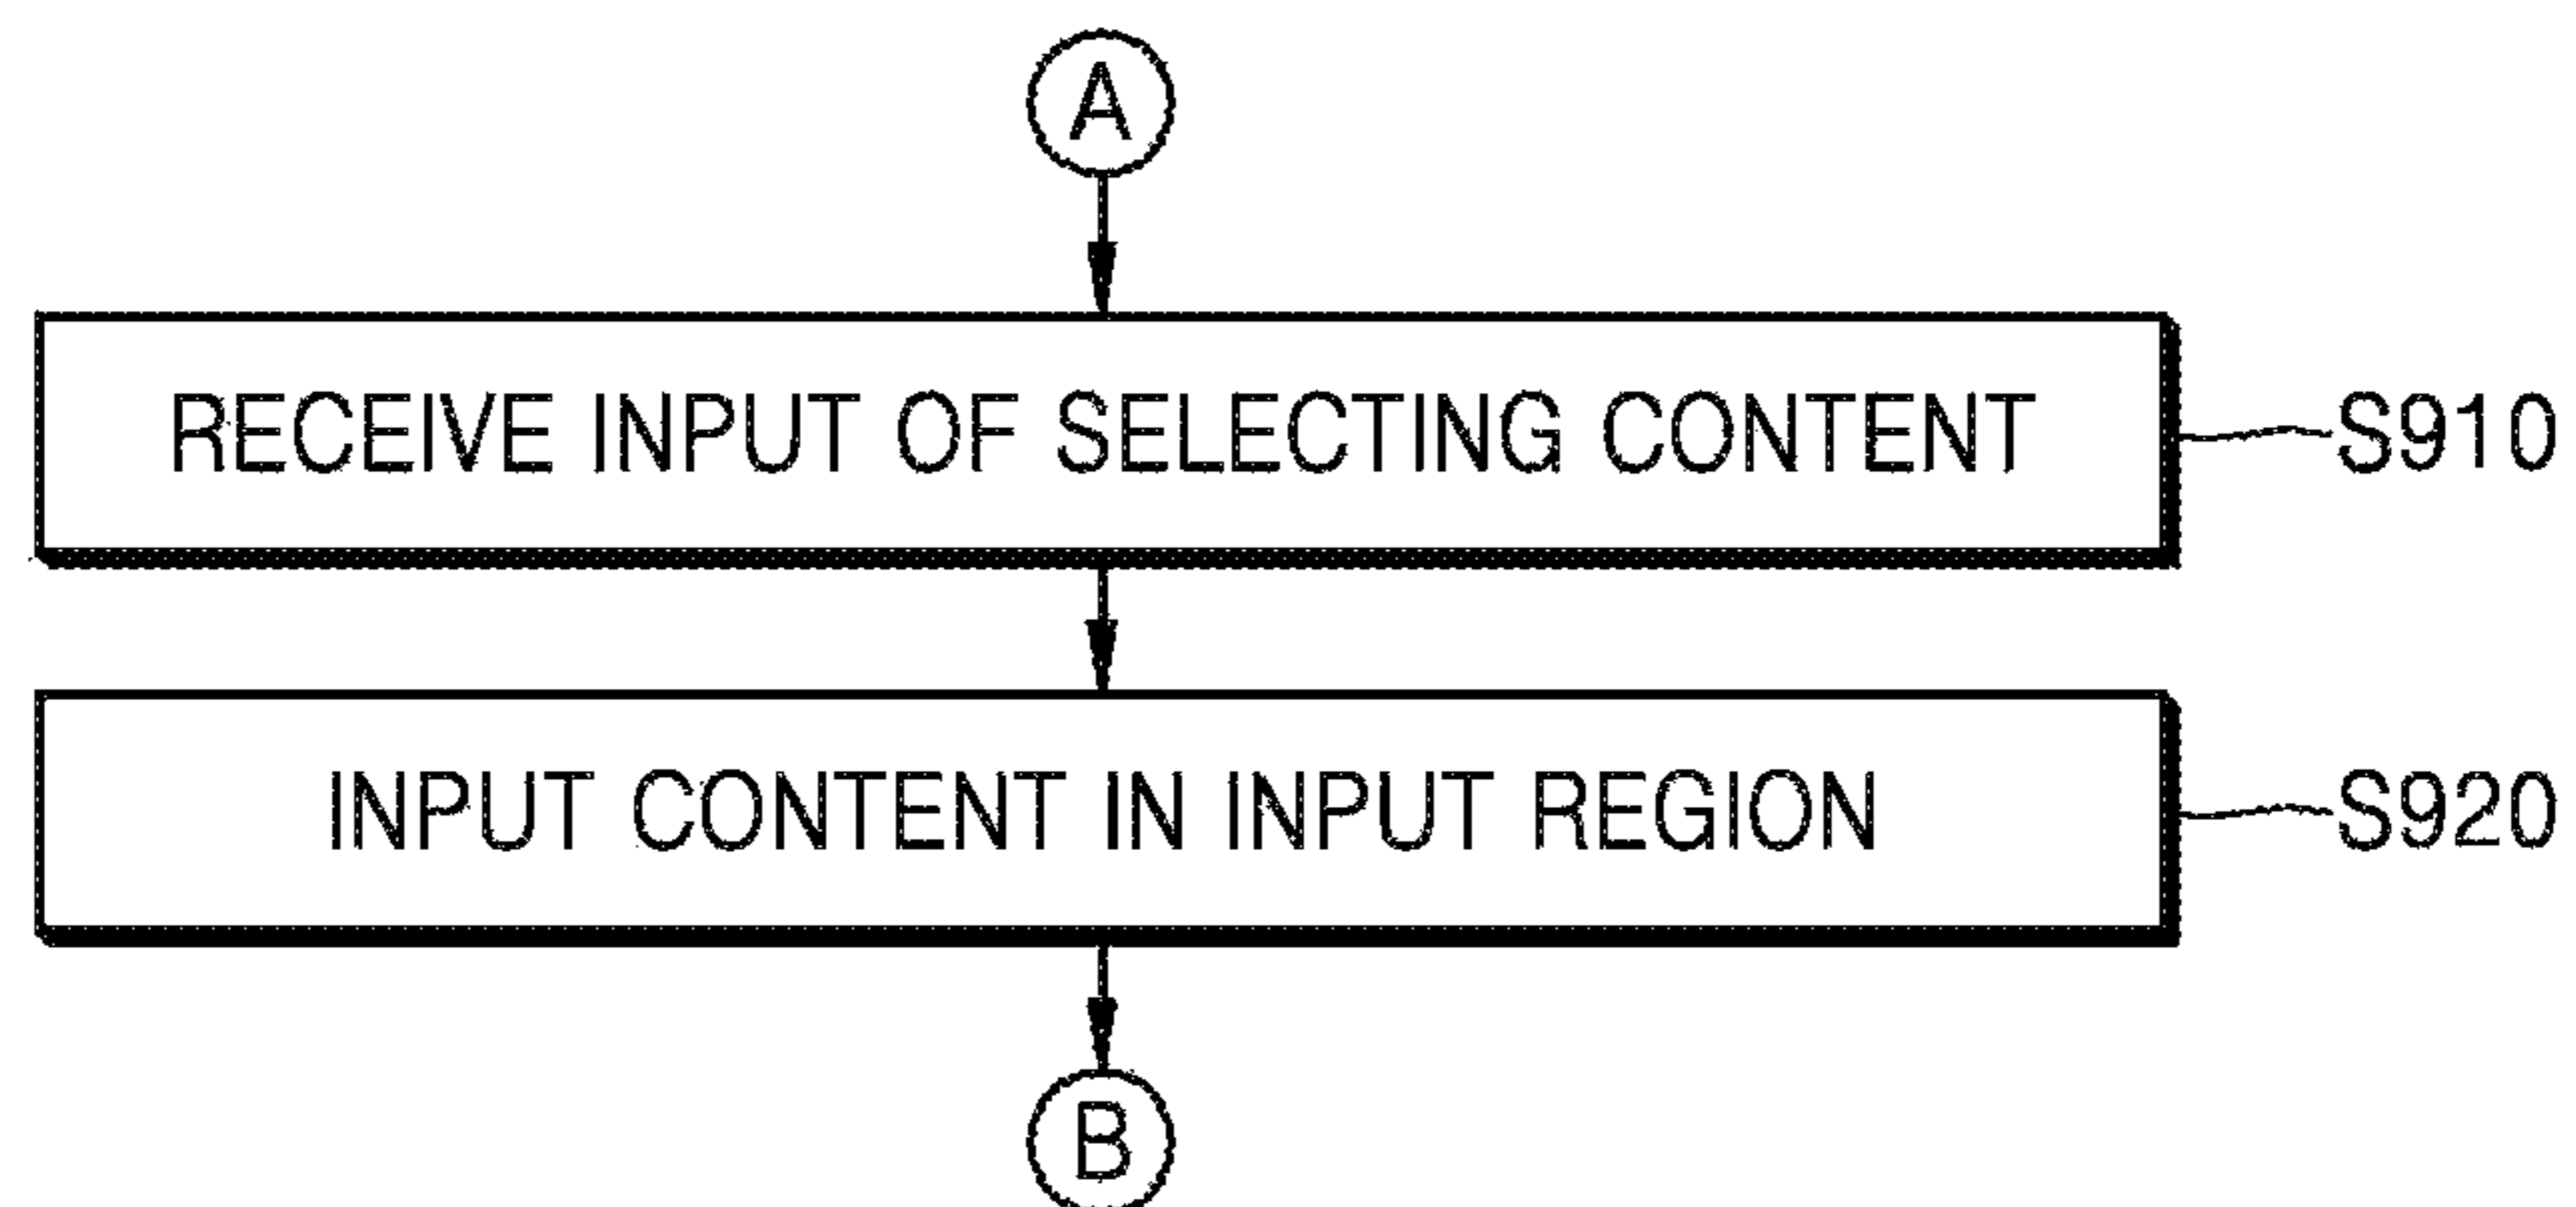 A
RECEIVE INPUT OF SELECTING CONTENT
S910
INPUT CONTENT IN INPUT REGION
S920
B